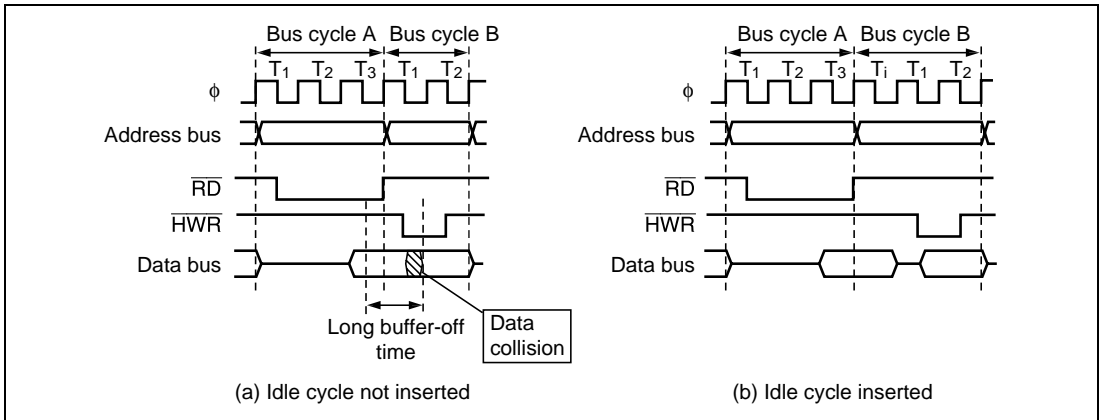 Bus cycle A Bus cycle B
T1 T2 T3 T1 T2
φ
Address bus
RD
HWR
Data bus
Long buffer-off
time
Data
collision
(a) Idle cycle not inserted
Bus cycle A Bus cycle B
T1 T2 T3 Ti T1 T2
φ
Address bus
RD
HWR
Data bus
(b) Idle cycle inserted